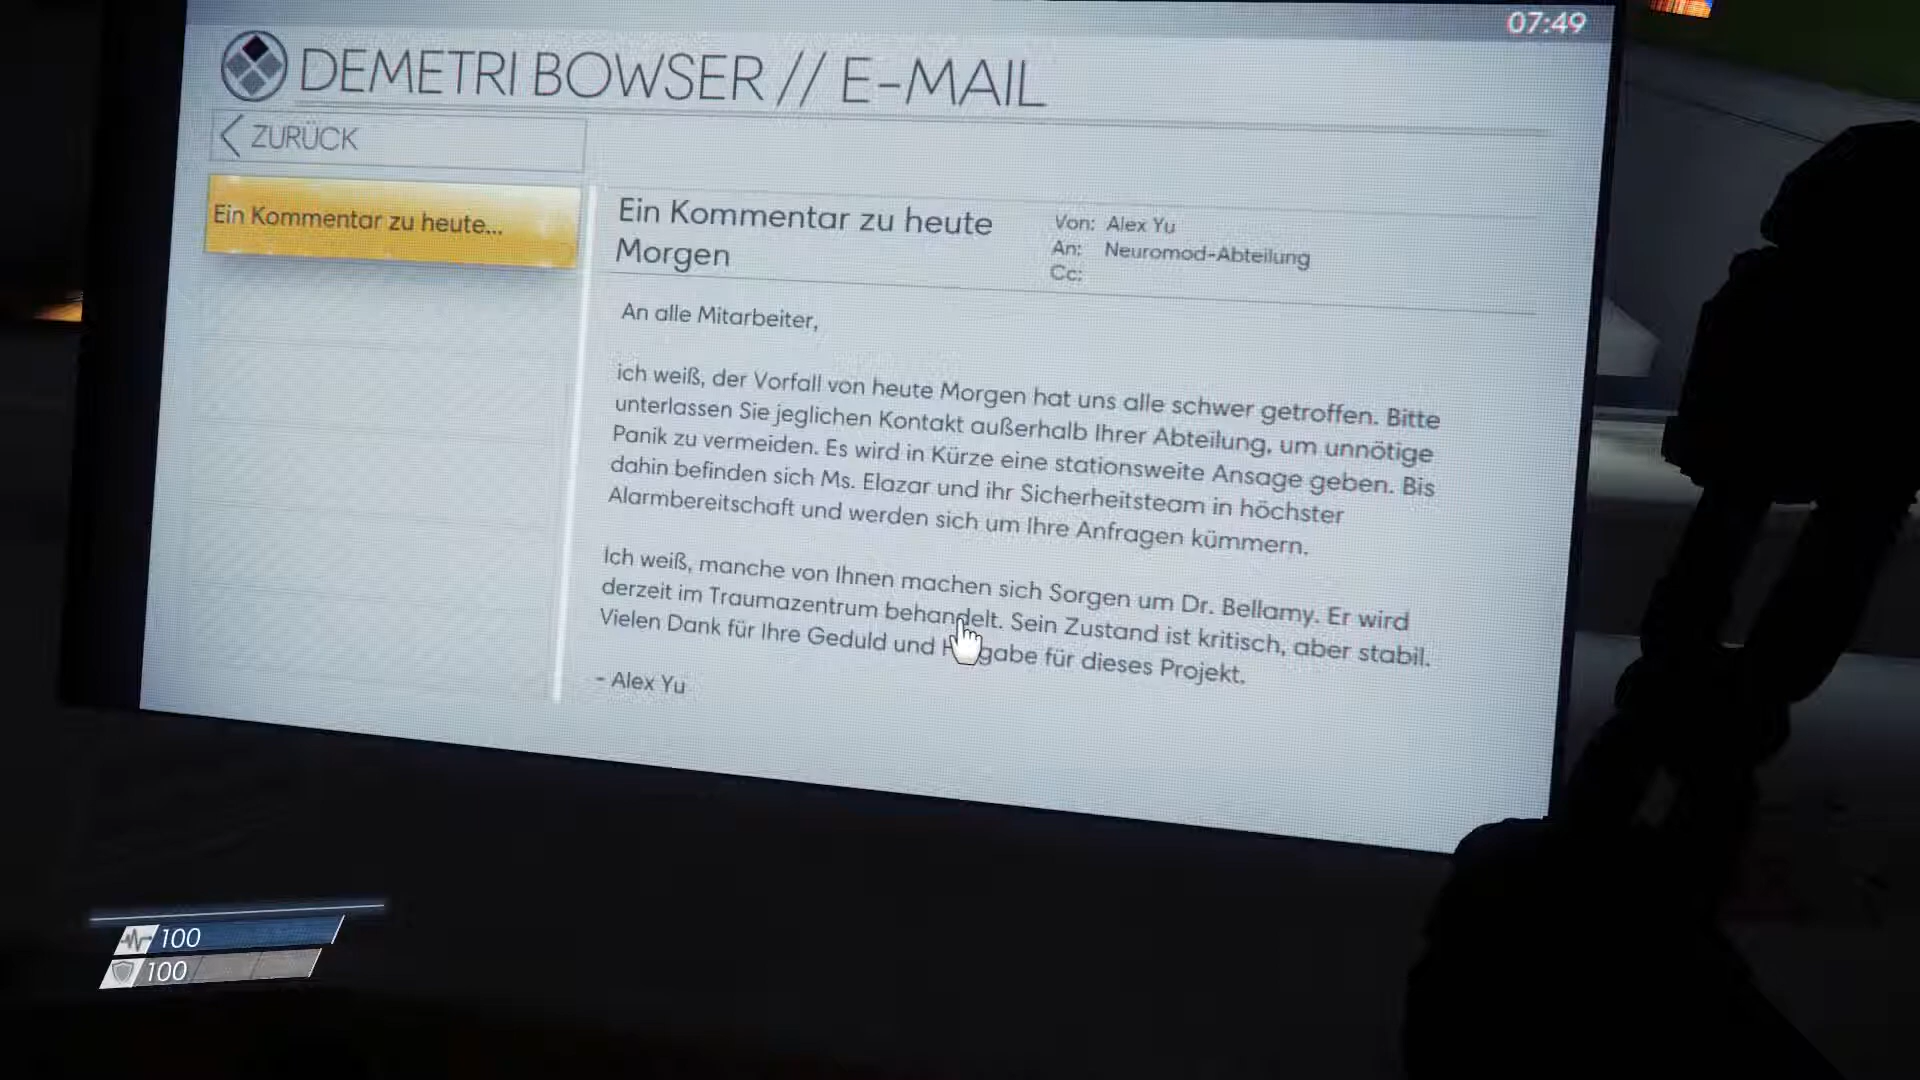 07:49
DEMETRI BOWSER // E-MAIL
ZURÜCK
Ein Kommentar zu heute...
Ein Kommentar zu heute
Morgen
Von: Alex Yu
An: Neuromod-Abteilung
Cc:
An alle Mitarbeiter,
ich weiß, der Vorfall von heute Morgen hat uns alle schwer getroffen. Bitte
unterlassen Sie jeglichen Kontakt außerhalb Ihrer Abteilung, um unnötige
Panik zu vermeiden. Es wird in Kürze eine stationsweite Ansage geben. Bis
dahin befinden sich Ms. Elazar und ihr Sicherheitsteam in höchster
Alarmbereitschaft und werden sich um Ihre Anfragen kümmern.
Ich weiß, manche von Ihnen machen sich Sorgen um Dr. Bellamy. Er wird
derzeit im Traumazentrum behandelt. Sein Zustand ist kritisch, aber stabil.
Vielen Dank für Ihre Geduld und für dieses Projekt.
- Alex Yu
100
100